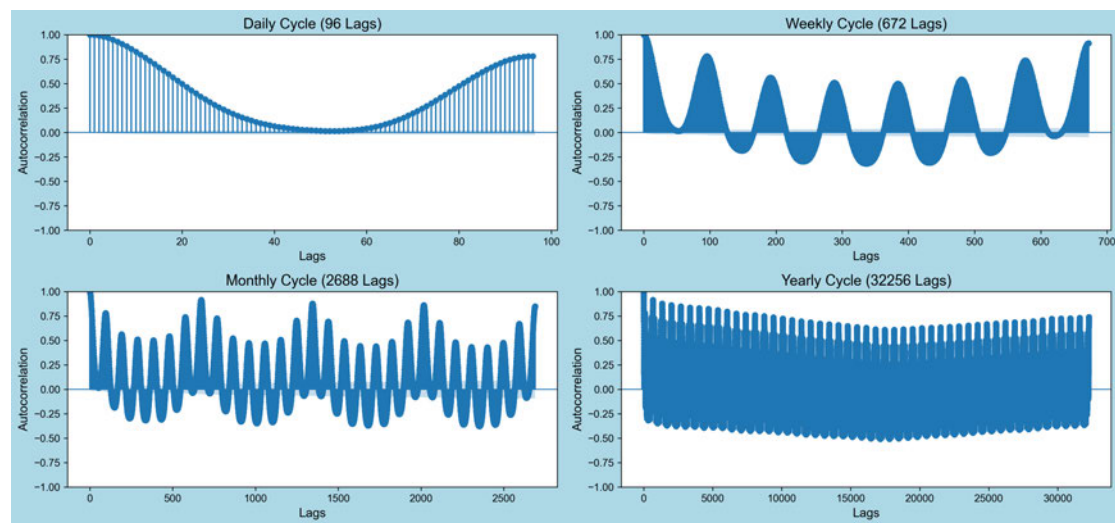 Daily Cycle (96 Lags)
1.00
0.75
0.50
0.25
0.00
−0.25
−0.50
−0.75
−1.00
Autocorrelation
0 20 40 60 80 100
Lags
Weekly Cycle (672 Lags)
1.00
0.75
0.50
0.25
0.00
−0.25
−0.50
−0.75
−1.00
Autocorrelation
0 100 200 300 400 500 600 700
Lags
Monthly Cycle (2688 Lags)
1.00
0.75
0.50
0.25
0.00
−0.25
−0.50
−0.75
−1.00
Autocorrelation
0 500 1000 1500 2000 2500
Lags
Yearly Cycle (32256 Lags)
1.00
0.75
0.50
0.25
0.00
−0.25
−0.50
−0.75
−1.00
Autocorrelation
0 5000 10000 15000 20000 25000 30000
Lags